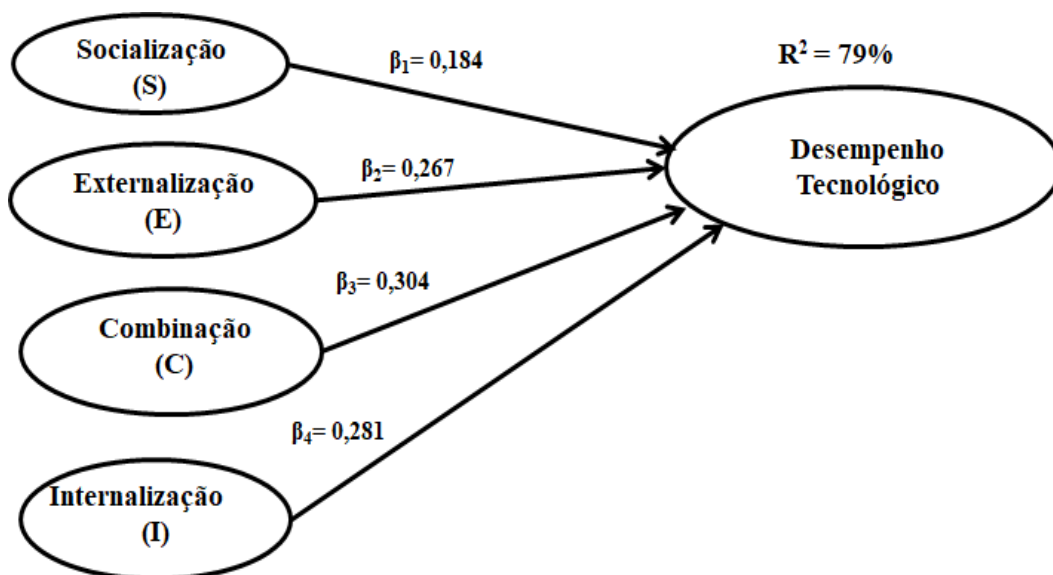 Socialização
(S)
β₁= 0,184
R² = 79%
Externalização
(E)
β₂= 0,267
Desempenho
Tecnológico
Combinação
(C)
β₃= 0,304
Internalização
(I)
β₄= 0,281